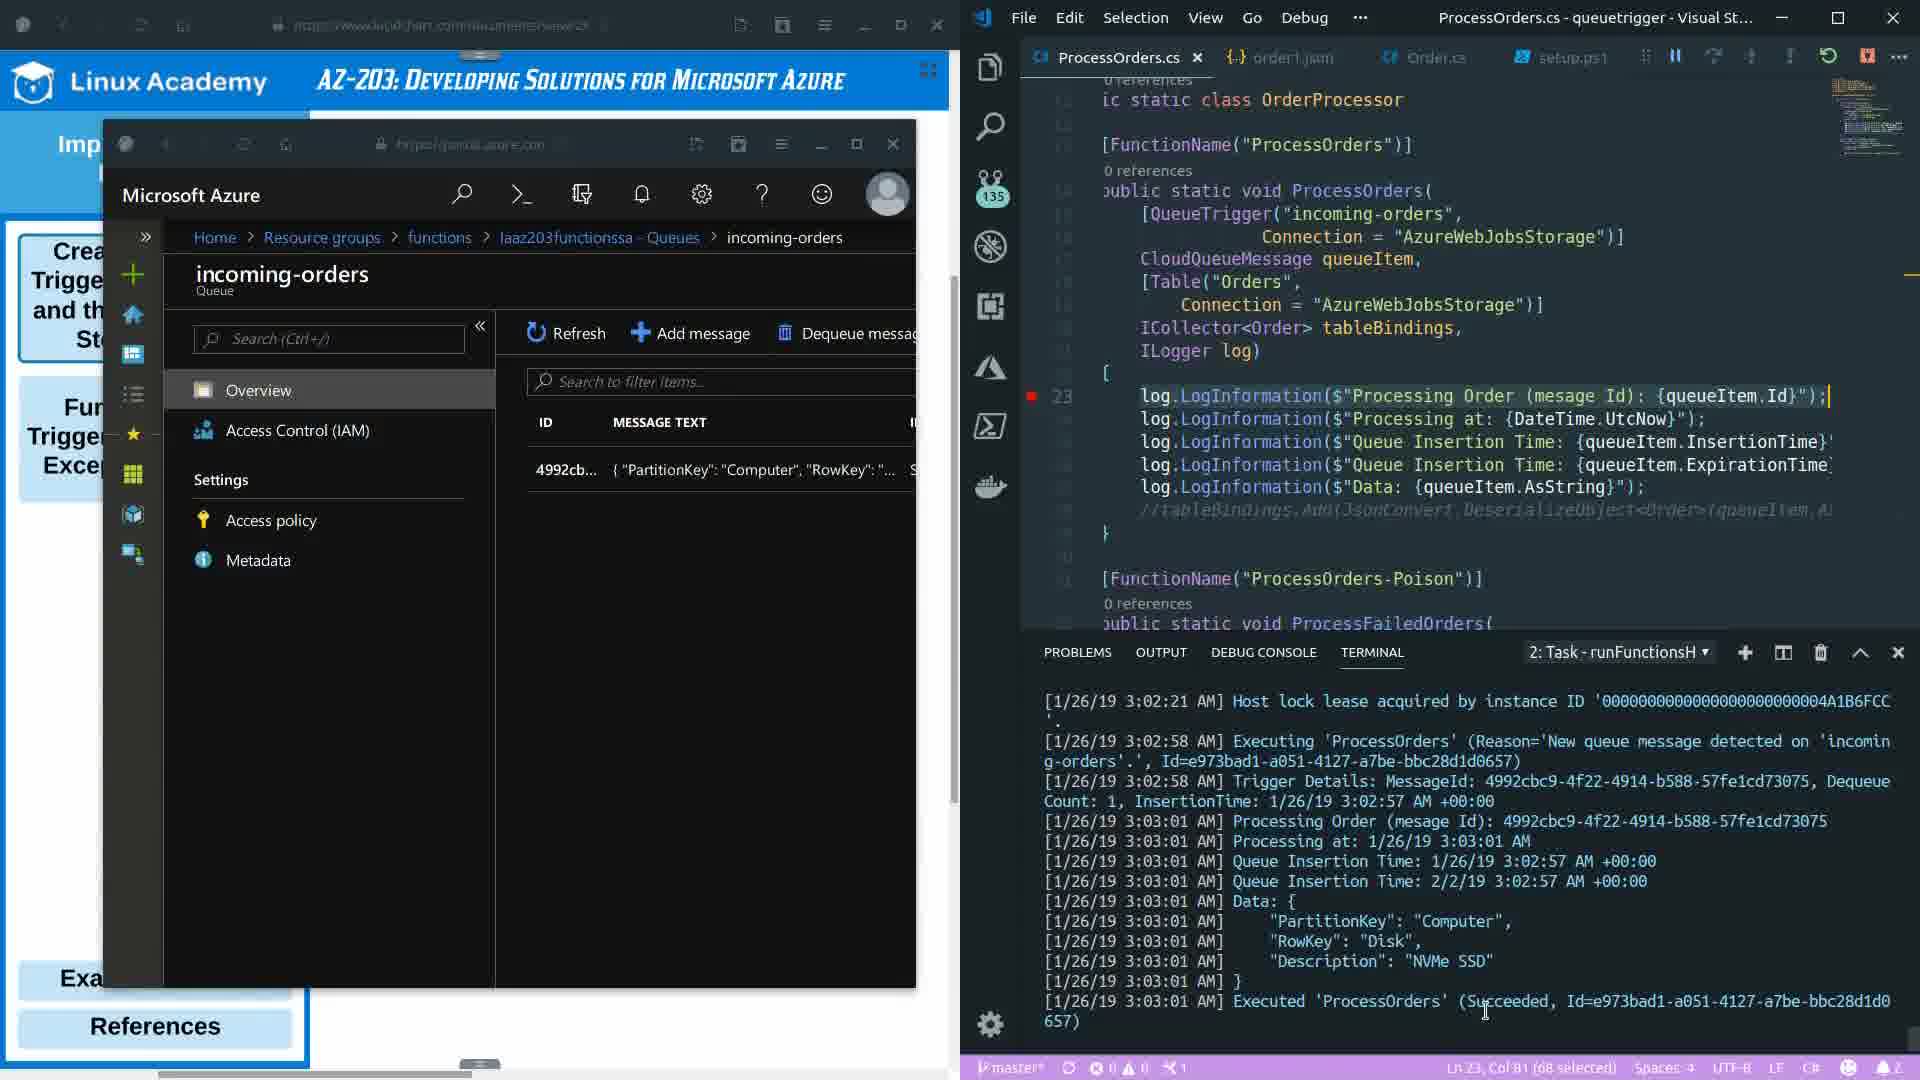 https://www.lucidchart.com/documents/view/2
Linux Academy
AZ-203: Developing Solutions for Microsoft Azure
Imp
Crea
Trigge
and th
St
Fun
Trigge
Exce
Exa
References
https://portal.azure.com
Microsoft Azure
Home > Resource groups > functions > laaz203functionssa - Queues > incoming-orders
incoming-orders
Queue
Search (Ctrl+/)
Overview
Access Control (IAM)
Settings
Access policy
Metadata
Refresh
Add message
Dequeue messag
Search to filter items...
ID
MESSAGE TEXT
4992cb...
{ "PartitionKey": "Computer", "RowKey": "...
File Edit Selection View Go Debug ...
ProcessOrders.cs - queuetrigger - Visual St...
ProcessOrders.cs
order1.json
Order.cs
setup.ps1
135
0 references
ic static class OrderProcessor
[FunctionName("ProcessOrders")]
0 references
public static void ProcessOrders(
[QueueTrigger("incoming-orders",
Connection = "AzureWebJobsStorage")]
CloudQueueMessage queueItem,
[Table("Orders",
Connection = "AzureWebJobsStorage")]
ICollector<Order> tableBindings,
ILogger log)
{
23 log.LogInformation($"Processing Order (mesage Id): {queueItem.Id}");
log.LogInformation($"Processing at: {DateTime.UtcNow}");
log.LogInformation($"Queue Insertion Time: {queueItem.InsertionTime}"
log.LogInformation($"Queue Insertion Time: {queueItem.ExpirationTime}
log.LogInformation($"Data: {queueItem.AsString}");
//tableBindings.Add(JsonConvert.DeserializeObject<Order>(queueItem.A
}
[FunctionName("ProcessOrders-Poison")]
0 references
public static void ProcessFailedOrders(
PROBLEMS OUTPUT DEBUG CONSOLE TERMINAL
2: Task - runFunctionsH
[1/26/19 3:02:21 AM] Host lock lease acquired by instance ID '0000000000000000000000004A1B6FCC
'.
[1/26/19 3:02:58 AM] Executing 'ProcessOrders' (Reason='New queue message detected on 'incomin
g-orders'.', Id=e973bad1-a051-4127-a7be-bbc28d1d0657)
[1/26/19 3:02:58 AM] Trigger Details: MessageId: 4992cbc9-4f22-4914-b588-57fe1cd73075, Dequeue
Count: 1, InsertionTime: 1/26/19 3:02:57 AM +00:00
[1/26/19 3:03:01 AM] Processing Order (mesage Id): 4992cbc9-4f22-4914-b588-57fe1cd73075
[1/26/19 3:03:01 AM] Processing at: 1/26/19 3:03:01 AM
[1/26/19 3:03:01 AM] Queue Insertion Time: 1/26/19 3:02:57 AM +00:00
[1/26/19 3:03:01 AM] Queue Insertion Time: 2/2/19 3:02:57 AM +00:00
[1/26/19 3:03:01 AM] Data: {
[1/26/19 3:03:01 AM] "PartitionKey": "Computer",
[1/26/19 3:03:01 AM] "RowKey": "Disk",
[1/26/19 3:03:01 AM] "Description": "NVMe SSD"
[1/26/19 3:03:01 AM] }
[1/26/19 3:03:01 AM] Executed 'ProcessOrders' (Succeeded, Id=e973bad1-a051-4127-a7be-bbc28d1d0
657)
master* 0 0 1
Ln 23, Col 81 (68 selected) Spaces: 4 UTF-8 LF C# 2